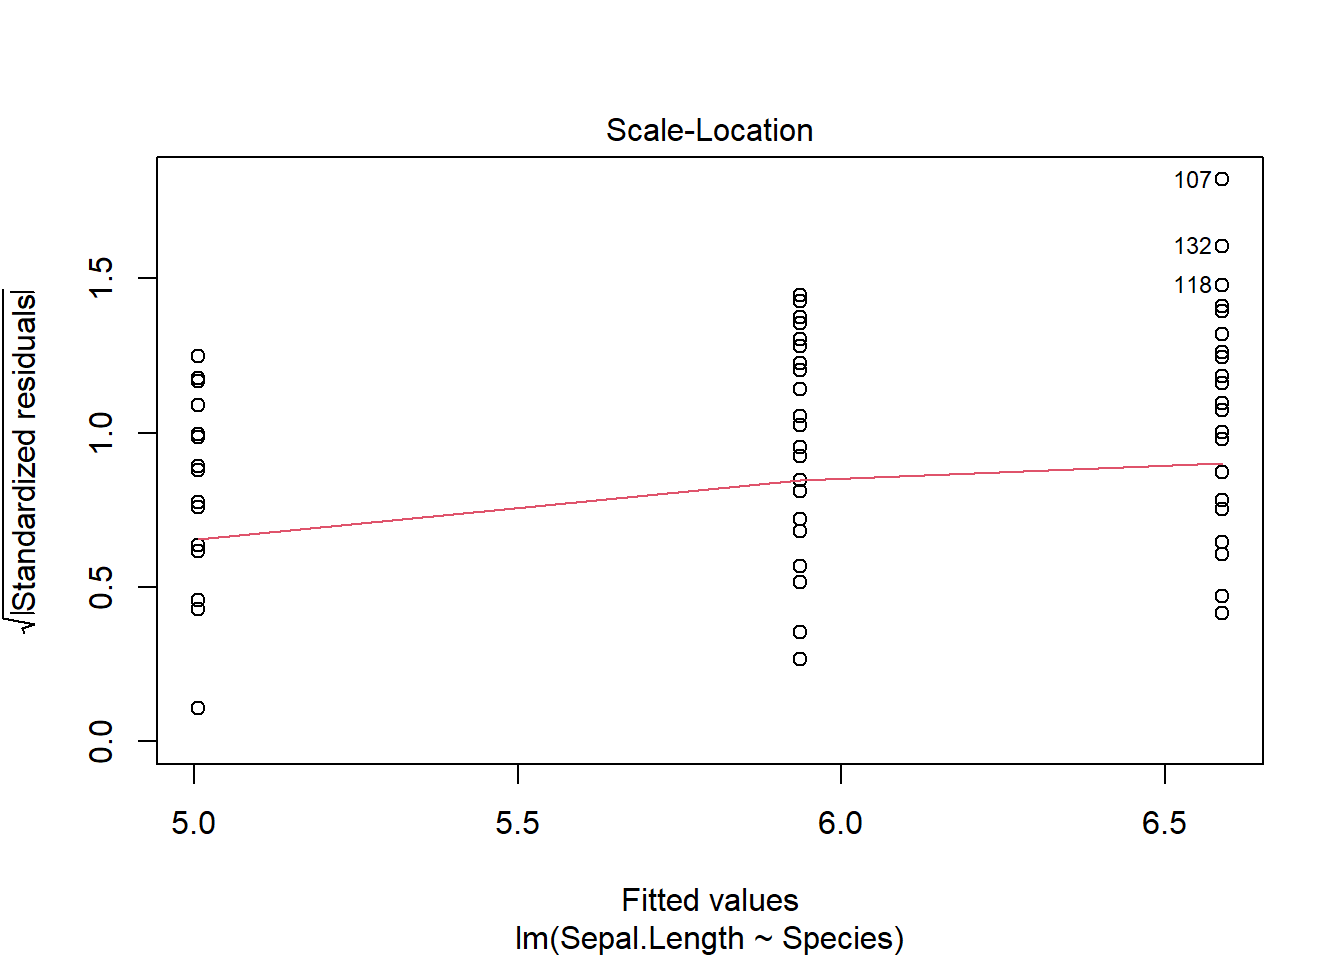 Scale-Location
√|Standardized residuals|
1.5
1.0
0.5
0.0
107
132
118
5.0 5.5 6.0 6.5
Fitted values
lm(Sepal.Length ~ Species)